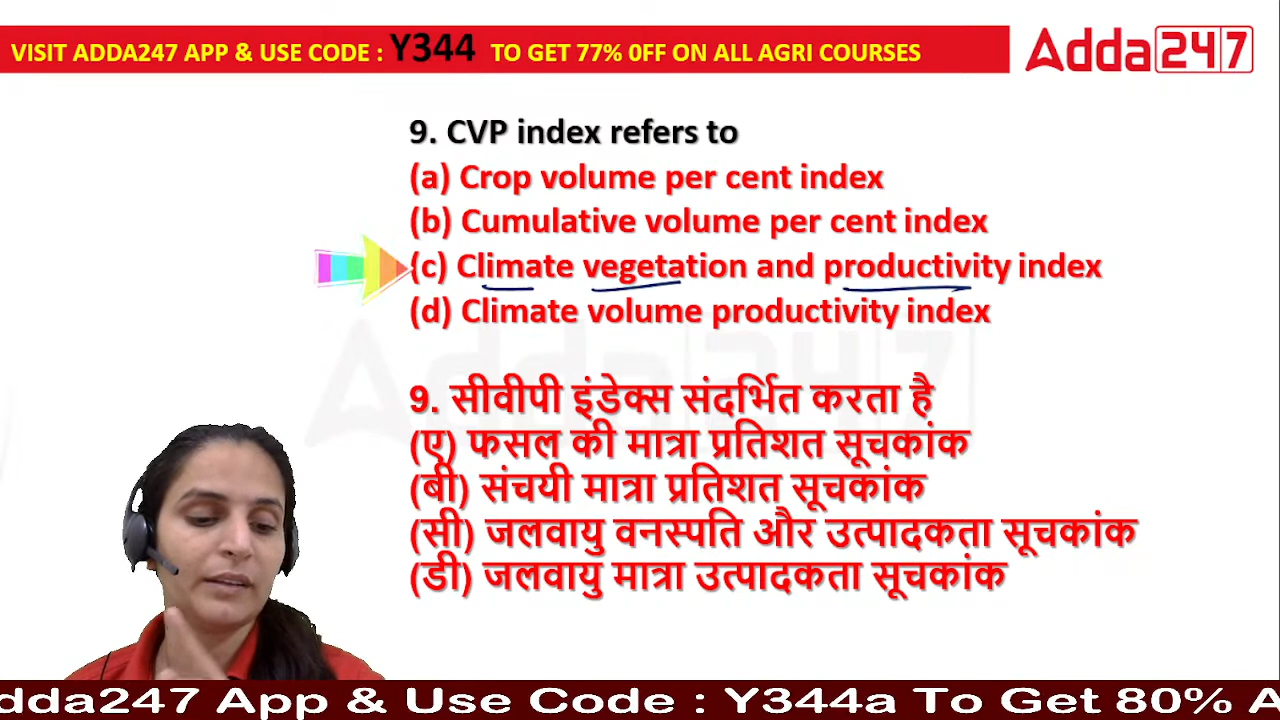 VISIT ADDA247 APP & USE CODE : Y344 TO GET 77% 0FF ON ALL AGRI COURSES
Adda247
9. CVP index refers to
(a) Crop volume per cent index
(b) Cumulative volume per cent index
(c) Climate vegetation and productivity index
(d) Climate volume productivity index
Adda247
9. सीवीपी इंडेक्स संदर्भित करता है
(ए) फसल की मात्रा प्रतिशत सूचकांक
(बी) संचयी मात्रा प्रतिशत सूचकांक
(सी) जलवायु वनस्पति और उत्पादकता सूचकांक
(डी) जलवायु मात्रा उत्पादकता सूचकांक
dda247 App & Use Code : Y344a To Get 80% A